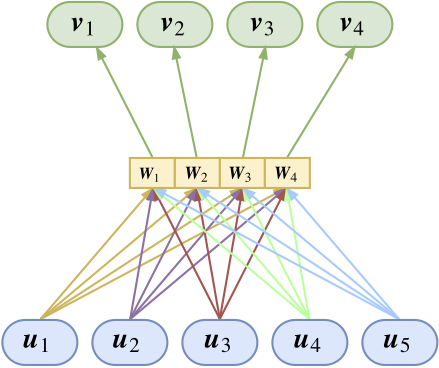 v₁ v₂ v₃ v₄
w₁ w₂ w₃ w₄
u₁ u₂ u₃ u₄ u₅